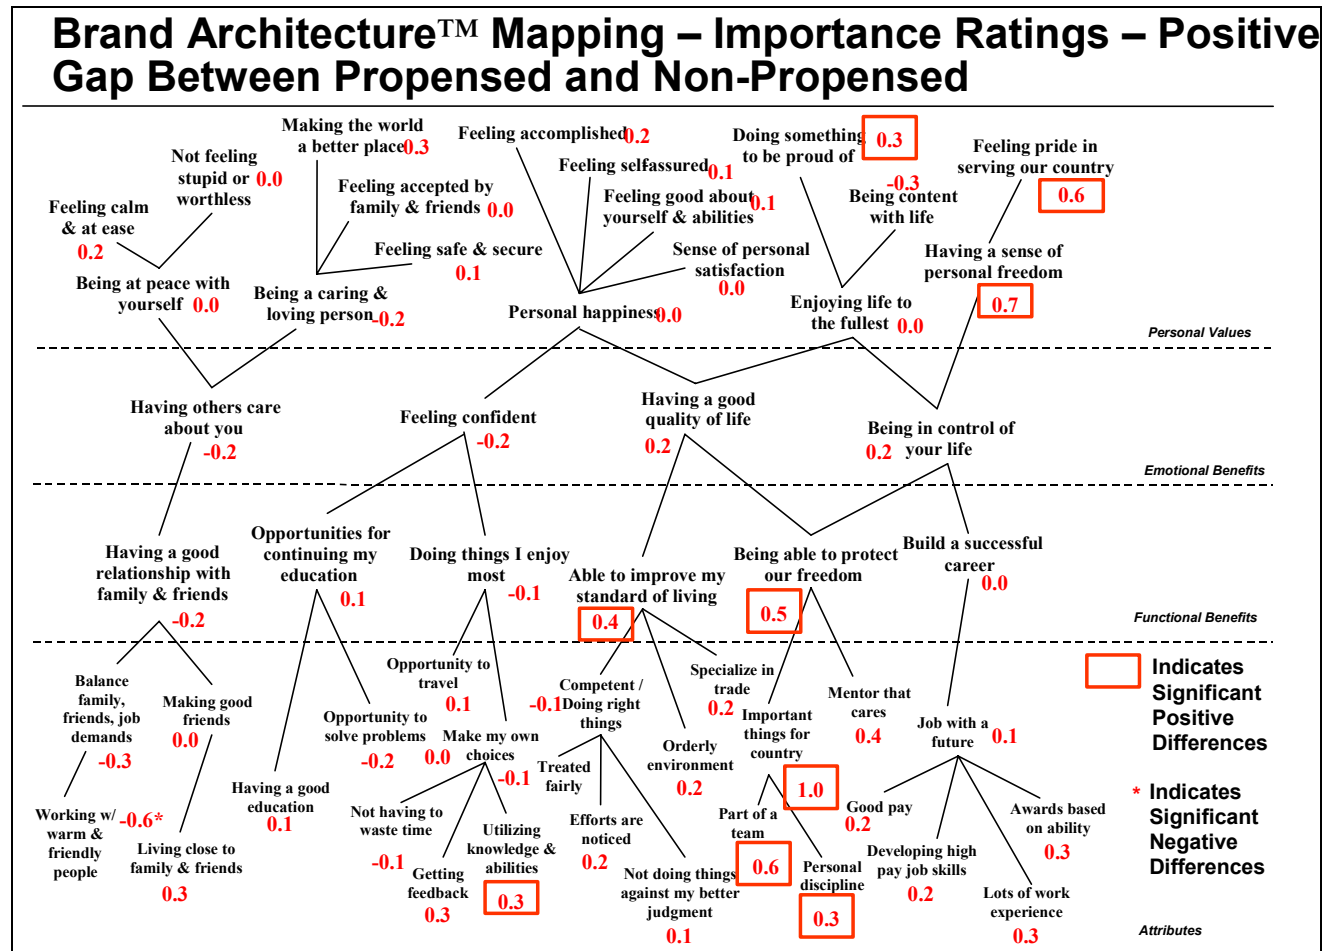 Brand Architecture™ Mapping – Importance Ratings – Positive
Gap Between Propensed and Non-Propensed
Making the world
a better place 0.3
Feeling accomplished 0.2
Doing something
to be proud of
0.3
Feeling pride in
serving our country
0.6
Not feeling
stupid or 0.0
worthless
Feeling selfassured 0.1
Feeling accepted by
family & friends 0.0
Feeling good about
yourself & abilities
0.1
-0.3
Being content
with life
Feeling calm
& at ease
0.2
Feeling safe & secure
0.1
Sense of personal
satisfaction
0.0
Having a sense of
personal freedom
0.7
Being at peace with
yourself 0.0
Being a caring &
loving person -0.2
Personal happiness 0.0
Enjoying life to
the fullest 0.0
Personal Values
Having others care
about you
-0.2
Feeling confident
-0.2
Having a good
quality of life
0.2
Being in control of
0.2 your life
Emotional Benefits
Having a good
relationship with
family & friends
-0.2
Opportunities for
continuing my
education
0.1
Doing things I enjoy
most
-0.1
Able to improve my
standard of living
0.4
Being able to protect
our freedom
0.5
Build a successful
career
0.0
Functional Benefits
Balance
family,
friends, job
demands
-0.3
Making good
friends
0.0
Opportunity to
travel
0.1
Opportunity to
solve problems
-0.2
0.0
Make my own
choices
-0.1
-0.1
Competent /
Doing right
things
Specialize in
trade
0.2
Orderly
environment
0.2
Important
things for
country
1.0
Mentor that
cares
0.4
Job with a
future 0.1
Indicates
Significant
Positive
Differences
Working w/
warm &
friendly
people
-0.6*
Living close to
family & friends
0.3
Having a good
education
0.1
Not having to
waste time
-0.1
Getting
feedback
0.3
Utilizing
knowledge &
abilities
0.3
Treated
fairly
Efforts are
noticed
0.2
Not doing things
against my better
judgment
0.1
Part of a
team
0.6
Personal
discipline
0.3
Good pay
0.2
Developing high
pay job skills
0.2
Awards based
on ability
0.3
Lots of work
experience
0.3
* Indicates
Significant
Negative
Differences
Attributes